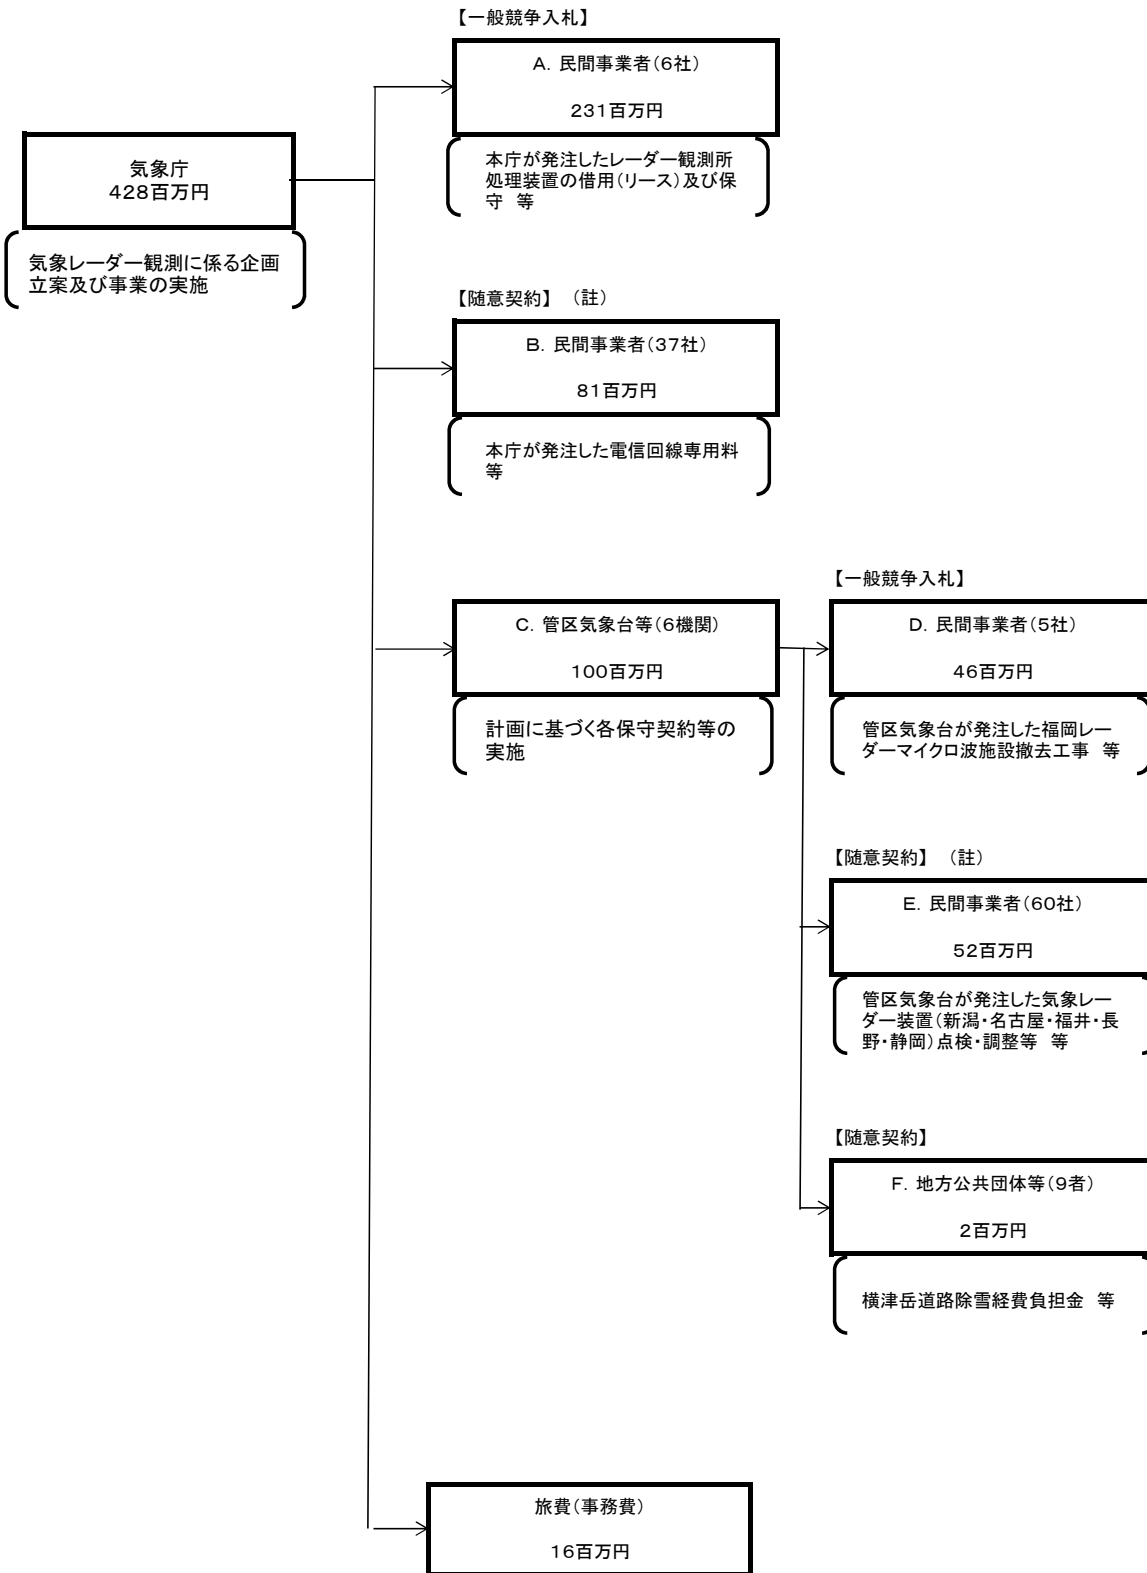 【一般競争入札】
A．民間事業者（6社）
231百万円
本庁が発注したレーダー観測所
処理装置の借用（リース）及び保
守　等
気象庁
428百万円
気象レーダー観測に係る企画
立案及び事業の実施
【随意契約】　（註）
B．民間事業者（37社）
81百万円
本庁が発注した電信回線専用料
等
C．管区気象台等（6機関）
100百万円
計画に基づく各保守契約等の
実施
【一般競争入札】
D．民間事業者（5社）
46百万円
管区気象台が発注した福岡レー
ダーマイクロ波施設撤去工事　等
【随意契約】　（註）
E．民間事業者（60社）
52百万円
管区気象台が発注した気象レー
ダー装置（新潟・名古屋・福井・長
野・静岡）点検・調整等　等
【随意契約】
F．地方公共団体等（9者）
2百万円
横津岳道路除雪経費負担金　等
旅費（事務費）
16百万円